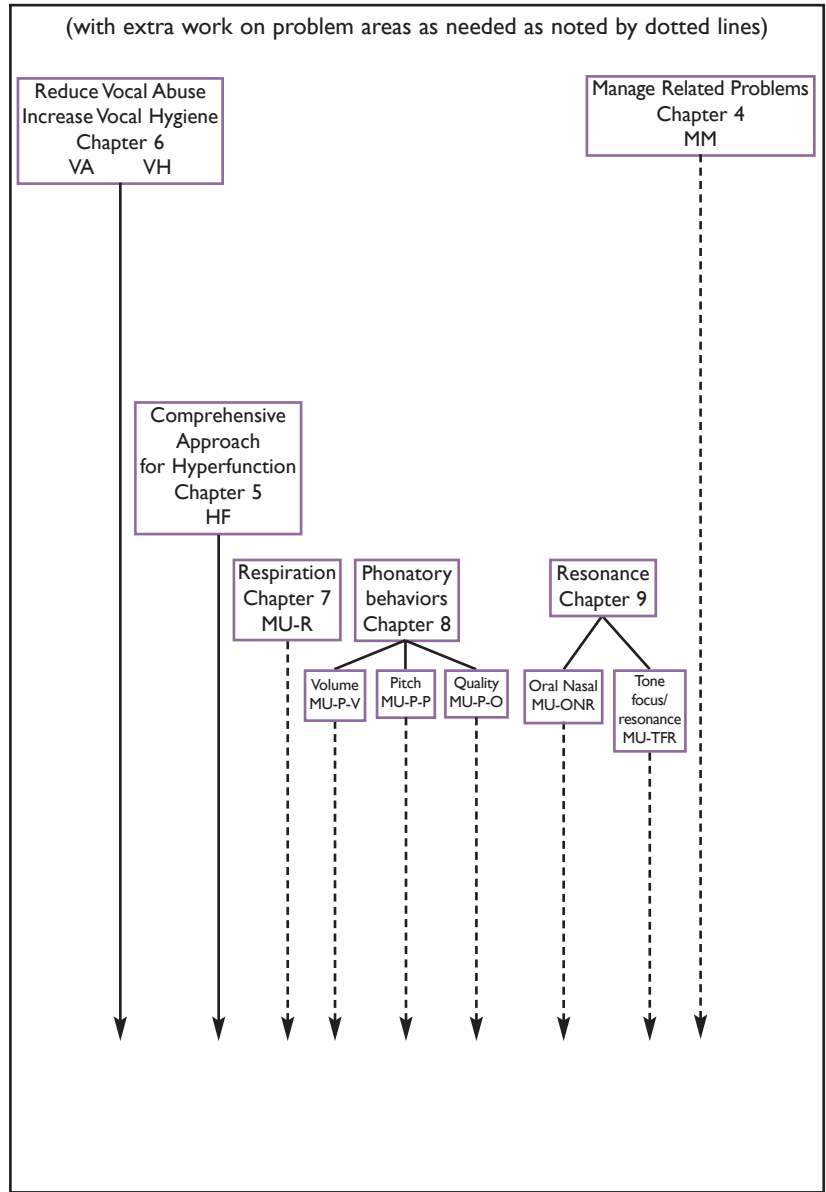 (with extra work on problem areas as needed as noted by dotted lines)
Reduce Vocal Abuse
Increase Vocal Hygiene
Chapter 6
VA VH
Manage Related Problems
Chapter 4
MM
Comprehensive
Approach
for Hyperfunction
Chapter 5
HF
Respiration
Chapter 7
MU-R
Phonatory
behaviors
Chapter 8
Resonance
Chapter 9
Volume
MU-P-V
Pitch
MU-P-P
Quality
MU-P-O
Oral Nasal
MU-ONR
Tone
focus/
resonance
MU-TFR